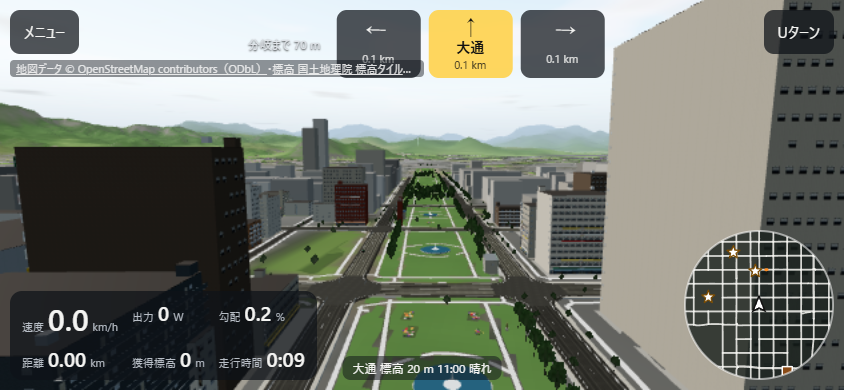 メニュー
分岐まで 70 m
←
0.1 km
↑
大通
0.1 km
→
0.1 km
Uターン
地図データ © OpenStreetMap contributors（ODbL）・標高 国土地理院 標高タイル...
速度 0.0 km/h
出力 0 W
勾配 0.2 %
距離 0.00 km
獲得標高 0 m
走行時間 0:09
大通 標高 20 m 11:00 晴れ